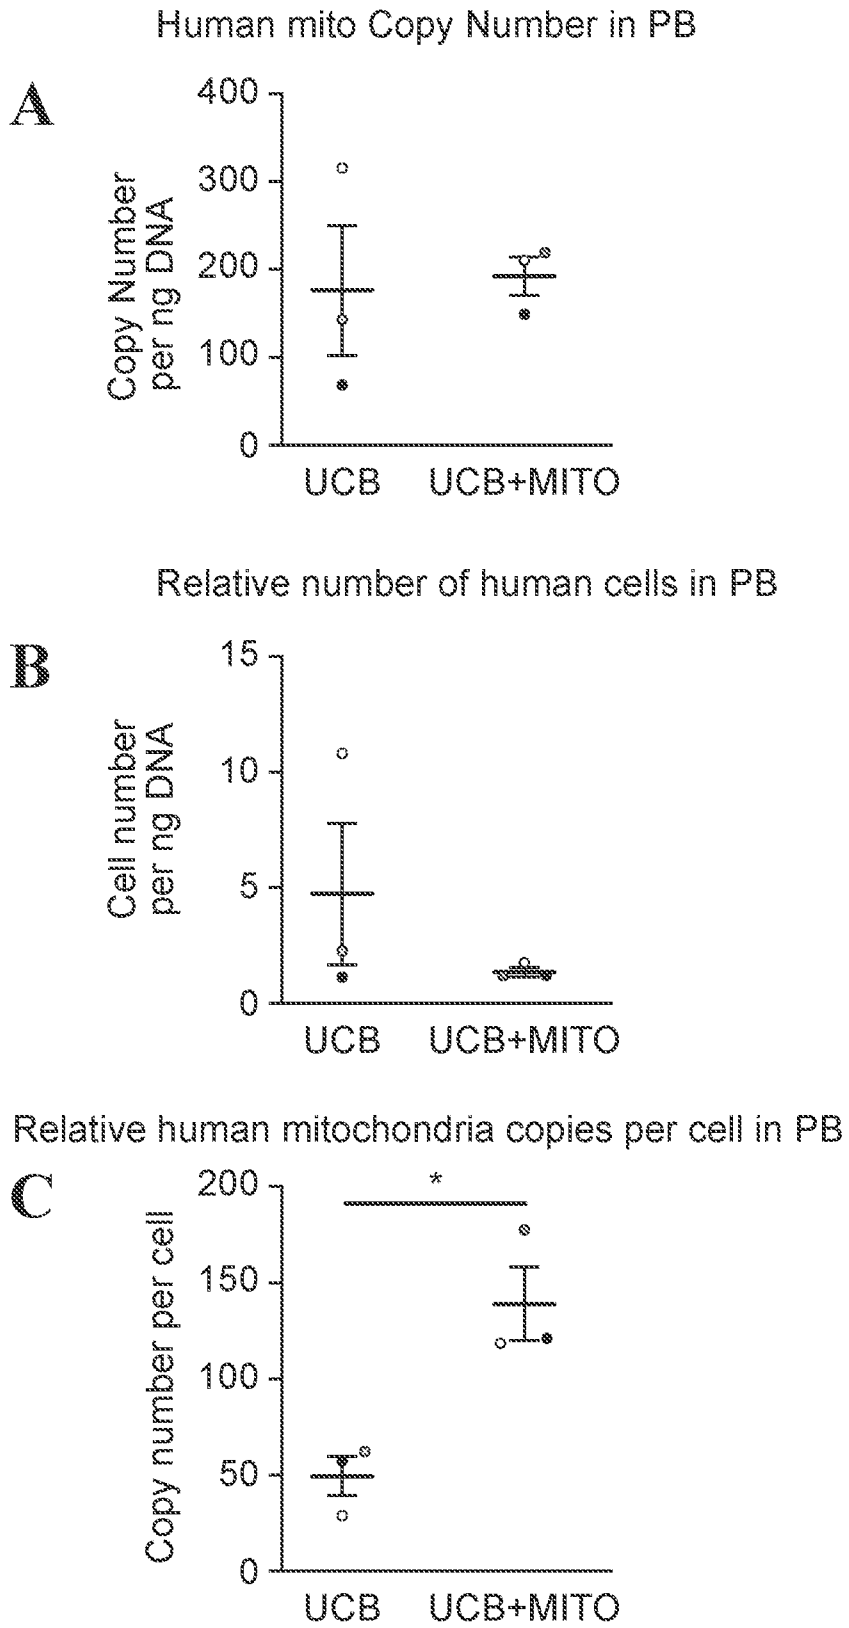 Human mito Copy Number in PB
A
Copy Number
per ng DNA
400
300
200
100
0
UCB
UCB+MITO
Relative number of human cells in PB
B
Cell number
per ng DNA
15
10
5
0
UCB
UCB+MITO
Relative human mitochondria copies per cell in PB
C
Copy number per cell
200
150
100
50
0
*
UCB
UCB+MITO